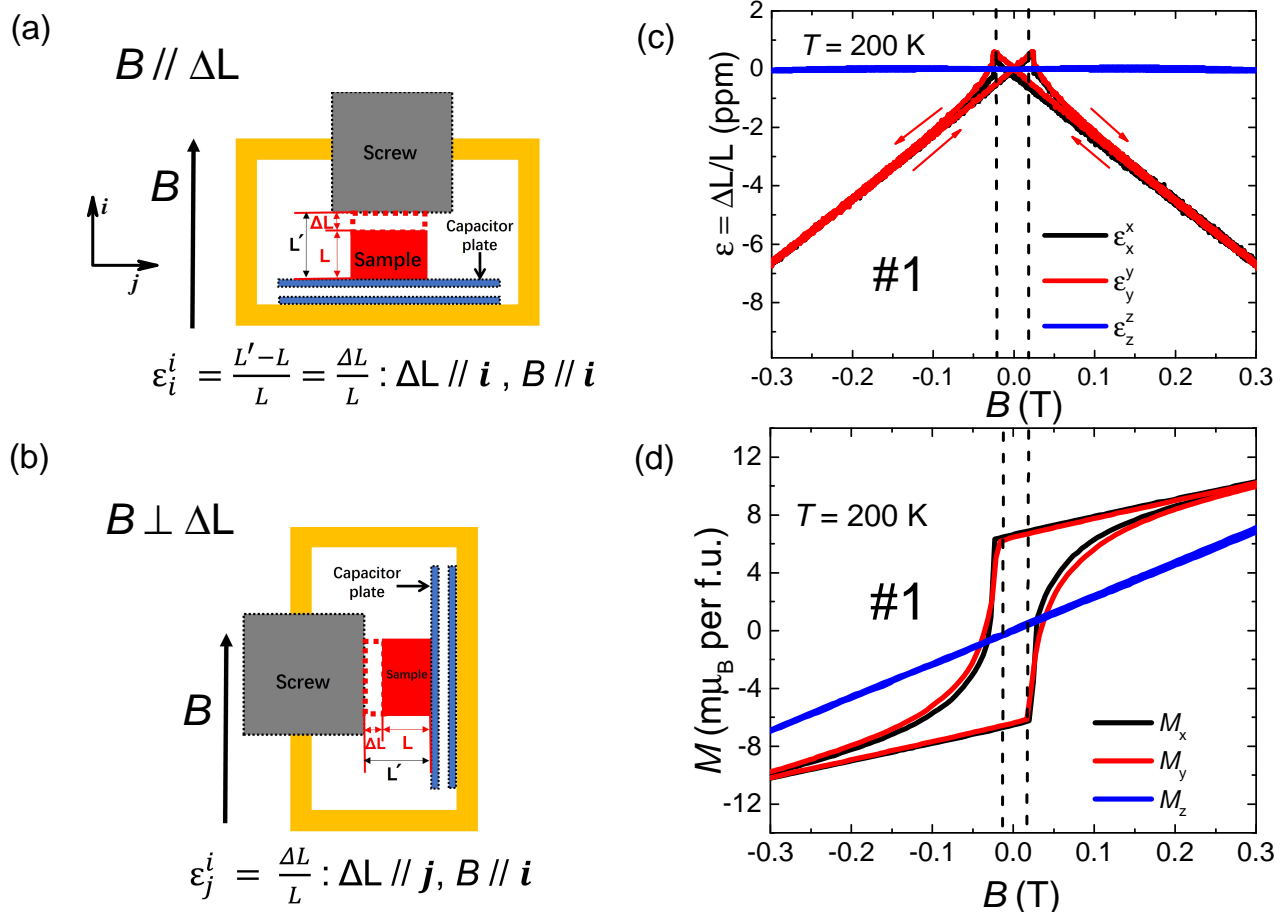 (a)
B // ΔL
B
i
j
Screw
ΔL
L′
L
Sample
Capacitor
plate
ε_i^i = (L′−L)/L = ΔL/L : ΔL // i , B // i
(b)
B ⊥ ΔL
B
Capacitor
plate
Screw
Sample
ΔL
L
L′
ε_j^i = ΔL/L : ΔL // j, B // i
(c)
T = 200 K
#1
ε_x^x
ε_y^y
ε_z^z
ε = ΔL/L (ppm)
2
0
-2
-4
-6
-8
-0.3
-0.2
-0.1
0.0
0.1
0.2
0.3
B (T)
(d)
T = 200 K
#1
M_x
M_y
M_z
M (mμ_B per f.u.)
12
8
4
0
-4
-8
-12
-0.3
-0.2
-0.1
0.0
0.1
0.2
0.3
B (T)